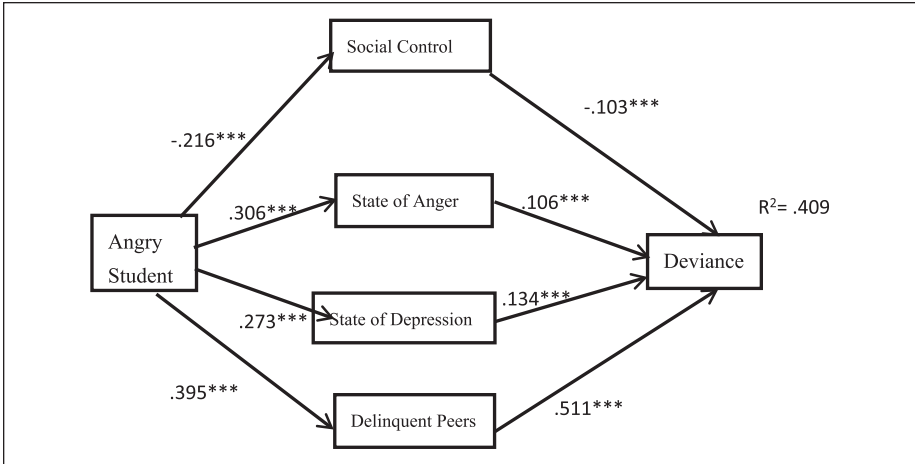 Social Control
-.103***
-.216***
State of Anger
.306***
.106***
R²= .409
Angry
Student
Deviance
.273***
State of Depression
.134***
.395***
Delinquent Peers
.511***